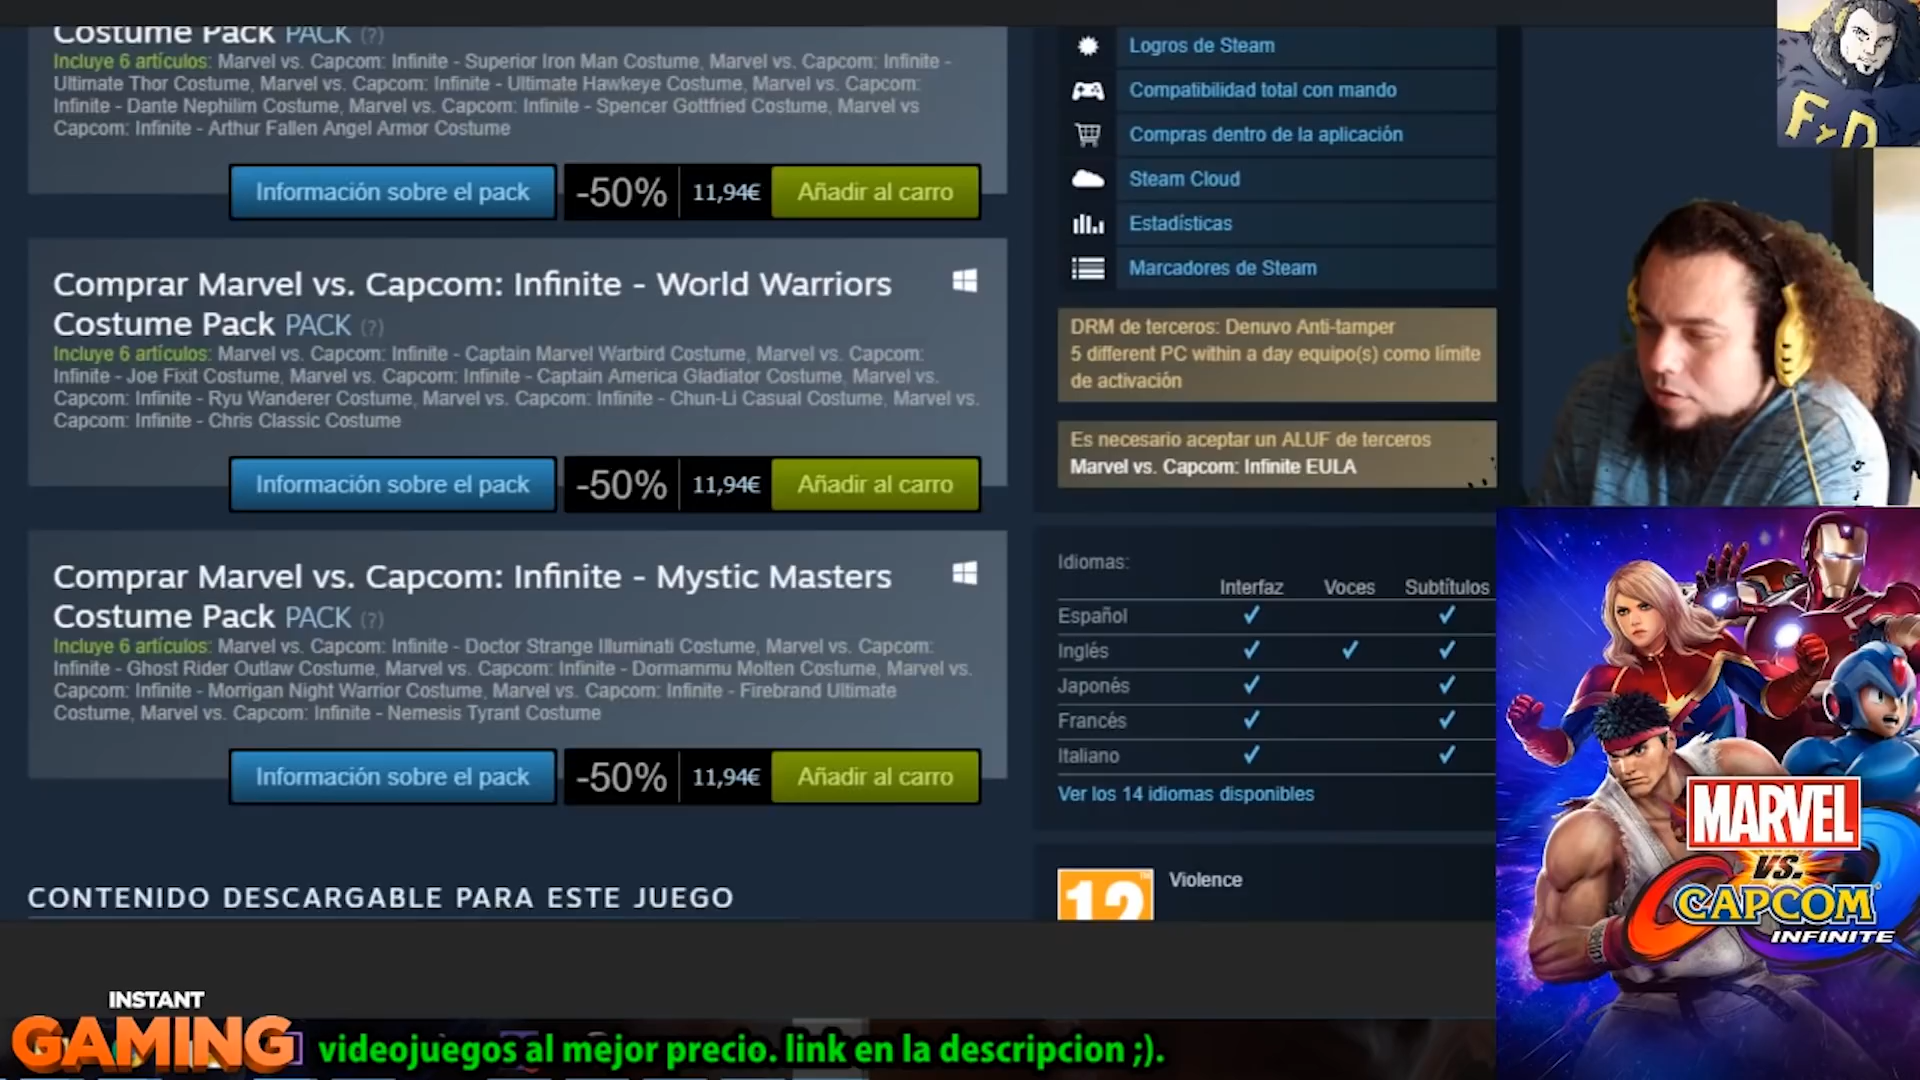 Costume Pack PACK (?)
Incluye 6 artículos: Marvel vs. Capcom: Infinite - Superior Iron Man Costume, Marvel vs. Capcom: Infinite -
Ultimate Thor Costume, Marvel vs. Capcom: Infinite - Ultimate Hawkeye Costume, Marvel vs. Capcom:
Infinite - Dante Nephilim Costume, Marvel vs. Capcom: Infinite - Spencer Gottfried Costume, Marvel vs
Capcom: Infinite - Arthur Fallen Angel Armor Costume
Información sobre el pack
-50%
11,94€
Añadir al carro
Comprar Marvel vs. Capcom: Infinite - World Warriors
Costume Pack PACK (?)
Incluye 6 artículos: Marvel vs. Capcom: Infinite - Captain Marvel Warbird Costume, Marvel vs. Capcom:
Infinite - Joe Fixit Costume, Marvel vs. Capcom: Infinite - Captain America Gladiator Costume, Marvel vs.
Capcom: Infinite - Ryu Wanderer Costume, Marvel vs. Capcom: Infinite - Chun-Li Casual Costume, Marvel vs.
Capcom: Infinite - Chris Classic Costume
Información sobre el pack
-50%
11,94€
Añadir al carro
Comprar Marvel vs. Capcom: Infinite - Mystic Masters
Costume Pack PACK (?)
Incluye 6 artículos: Marvel vs. Capcom: Infinite - Doctor Strange Illuminati Costume, Marvel vs. Capcom:
Infinite - Ghost Rider Outlaw Costume, Marvel vs. Capcom: Infinite - Dormammu Molten Costume, Marvel vs.
Capcom: Infinite - Morrigan Night Warrior Costume, Marvel vs. Capcom: Infinite - Firebrand Ultimate
Costume, Marvel vs. Capcom: Infinite - Nemesis Tyrant Costume
Información sobre el pack
-50%
11,94€
Añadir al carro
CONTENIDO DESCARGABLE PARA ESTE JUEGO
Logros de Steam
Compatibilidad total con mando
Compras dentro de la aplicación
Steam Cloud
Estadísticas
Marcadores de Steam
DRM de terceros: Denuvo Anti-tamper
5 different PC within a day equipo(s) como límite
de activación
Es necesario aceptar un ALUF de terceros
Marvel vs. Capcom: Infinite EULA
Idiomas:
Interfaz Voces Subtítulos
Español
Inglés
Japonés
Francés
Italiano
Ver los 14 idiomas disponibles
12
Violence
FyD
MARVEL
VS.
CAPCOM
INFINITE
INSTANT
GAMING
videojuegos al mejor precio. link en la descripcion ;).